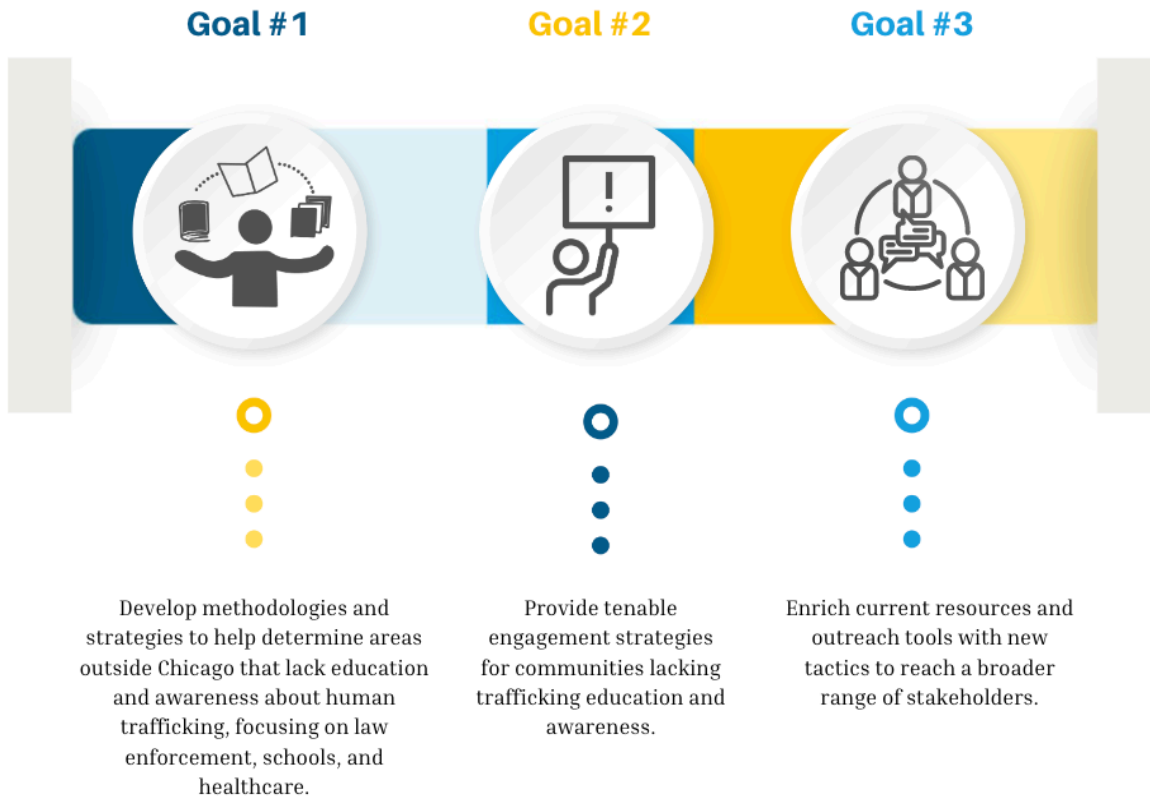 Goal #1
Goal #2
Goal #3
!
Develop methodologies and
strategies to help determine areas
outside Chicago that lack education
and awareness about human
trafficking, focusing on law
enforcement, schools, and
healthcare.
Provide tenable
engagement strategies
for communities lacking
trafficking education and
awareness.
Enrich current resources and
outreach tools with new
tactics to reach a broader
range of stakeholders.